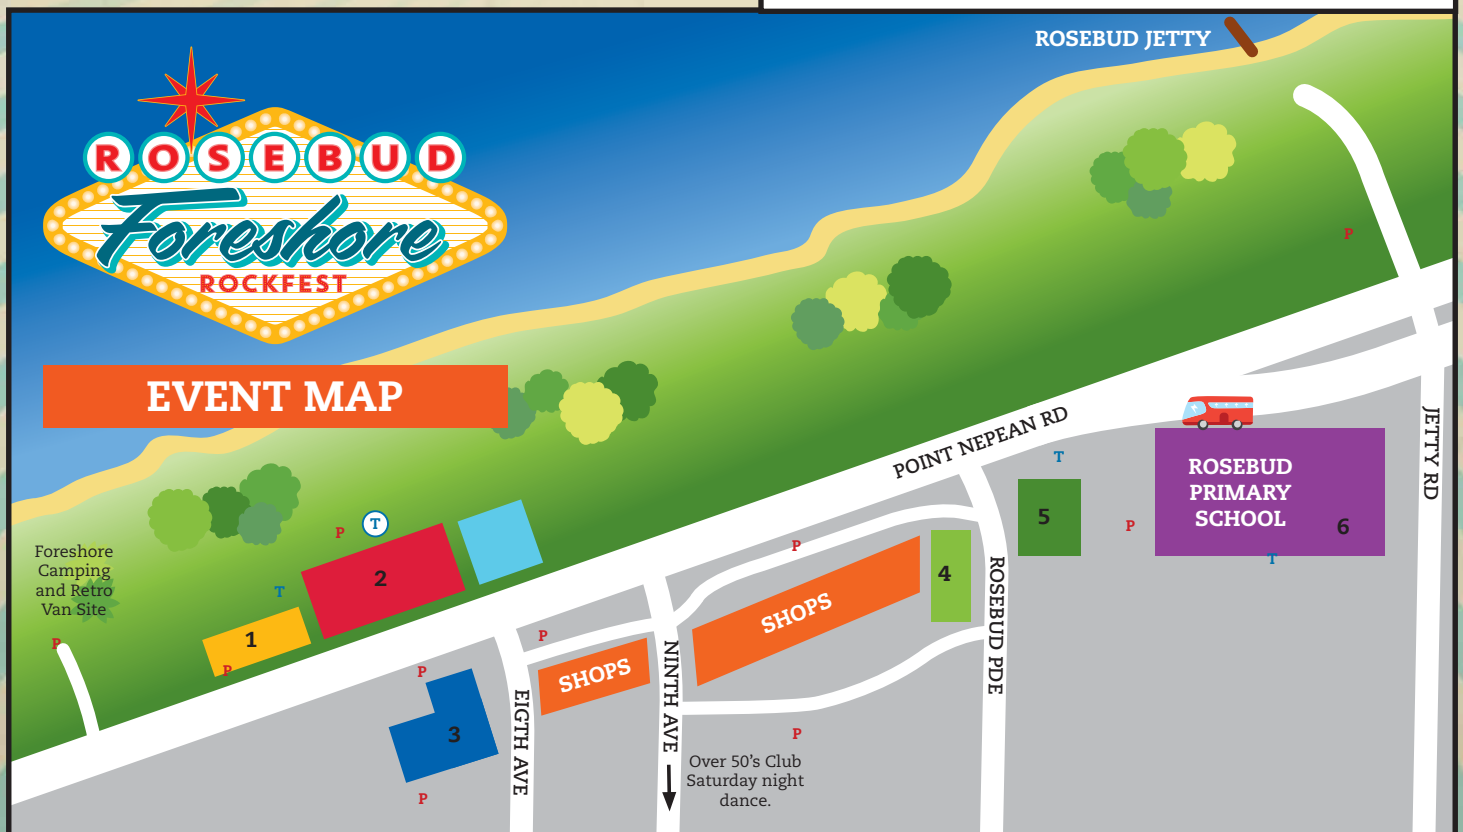 ROSEBUD JETTY
ROSEBUD
Foreshore
ROCKFEST
EVENT MAP
P
POINT NEPEAN RD
JETTY RD
T
ROSEBUD
PRIMARY
SCHOOL
6
5
P
T
P
T
2
T
1
P
Foreshore
Camping
and Retro
Van Site
P
P
4
SHOPS
ROSEBUD PDE
P
SHOPS
NINTH AVE
EIGTH AVE
P
3
P
P
Over 50's Club
Saturday night
dance.